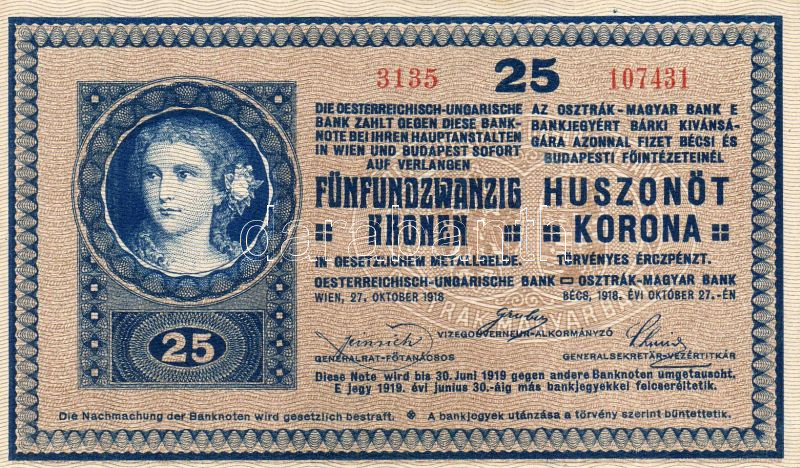 3135 25 107431
DIE OESTERREICHISCH-UNGARISCHE
BANK ZAHLT GEGEN DIESE BANK-
NOTE BEI IHREN HAUPTANSTALTEN
IN WIEN UND BUDAPEST SOFORT
AUF VERLANGEN
FÜNFUNDZWANZIG
KRONEN
IN GESETZLICHEM METALLGELDE.
OESTERREICHISCH-UNGARISCHE BANK
WIEN, 27. OKTOBER 1918
AZ OSZTRÁK-MAGYAR BANK E
BANKJEGYÉRT BÁRKI KIVÁNSÁ-
GÁRA AZONNAL FIZET BÉCSI ÉS
BUDAPESTI FŐINTÉZETEINÉL
HUSZONÖT
KORONA
TÖRVÉNYES ÉRCZPÉNZT.
OSZTRÁK-MAGYAR BANK
BÉCS, 1918. ÉVI OKTÓBER 27.-ÉN
VIZEGOUVERNEUR-ALKORMÁNYZÓ
GENERALRAT-FŐTANÁCSOS
GENERALSEKRETÄR-VEZÉRTITKÁR
25
Diese Note wird bis 30. Juni 1919 gegen andere Banknoten umgetauscht.
E jegy 1919. évi junius 30.-áig más bankjegyekkel felcseréltetik.
Die Nachmachung der Banknoten wird gesetzlich bestraft. A bankjegyek utánzása a törvény szerint büntettetik.